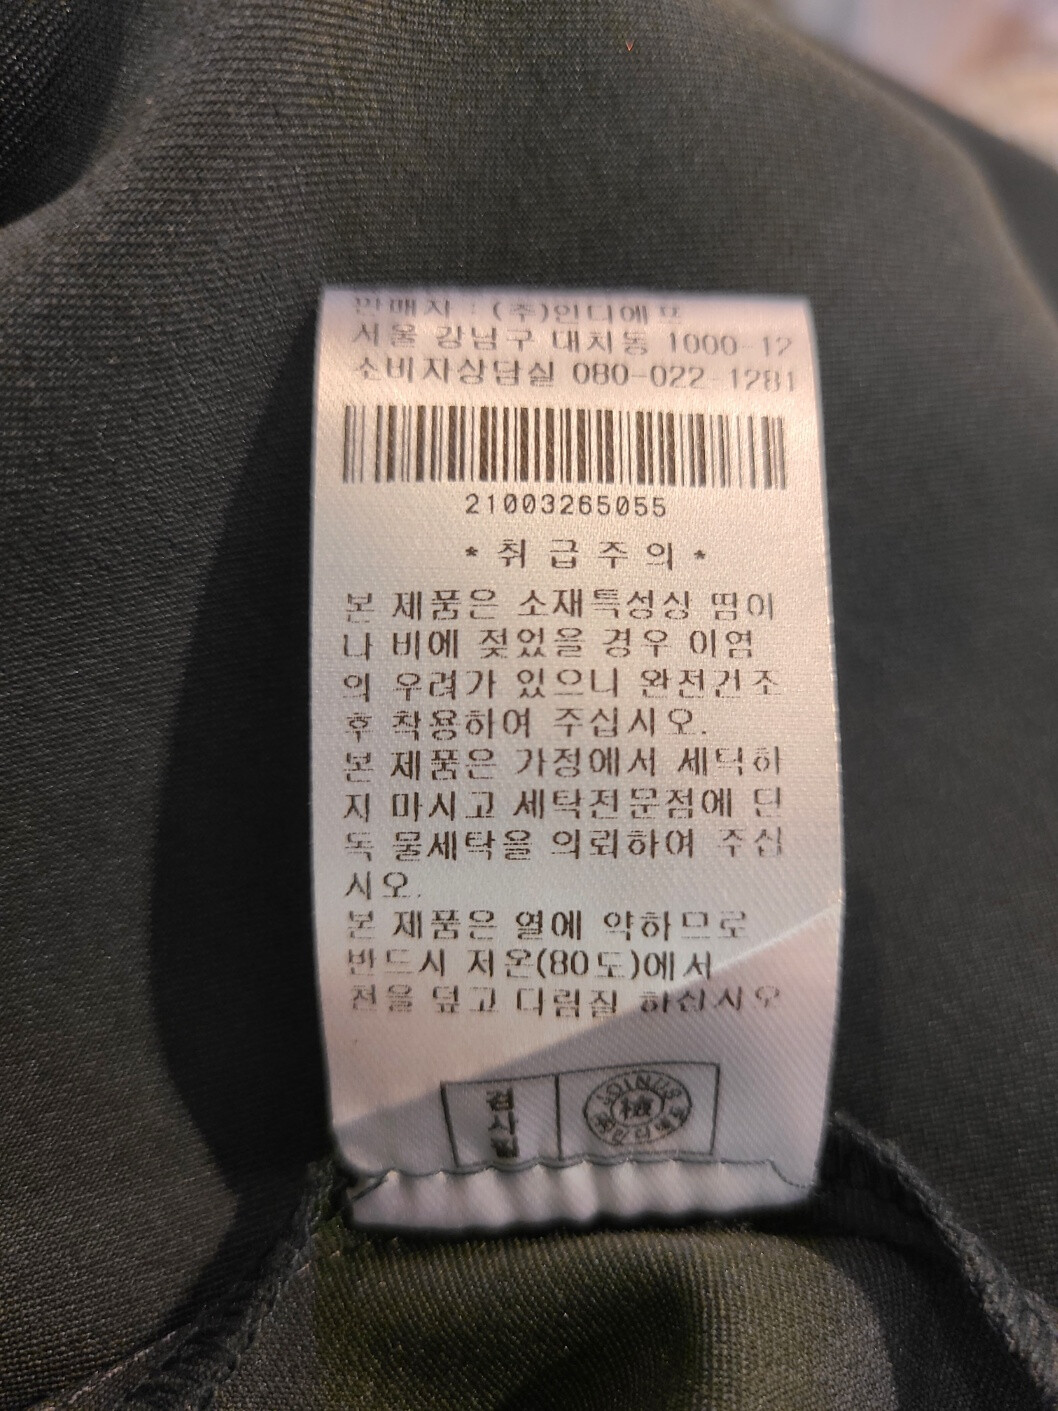 판매자 : (주)인디에프
서울 강남구 대치동 1000-12
소비자상담실 080-022-1281
21003265055
* 취 급 주 의 *
본 제품은 소재특성상 땀이
나 비에 젖었을 경우 이염
의 우려가 있으니 완전건조
후 착용하여 주십시오.
본 제품은 가정에서 세탁하
지 마시고 세탁전문점에 단
독 물세탁을 의뢰하여 주십
시오.
본 제품은 열에 약하므로
반드시 저온(80도)에서
천을 덮고 다림질 하십시오
검사필
JOINUS
檢